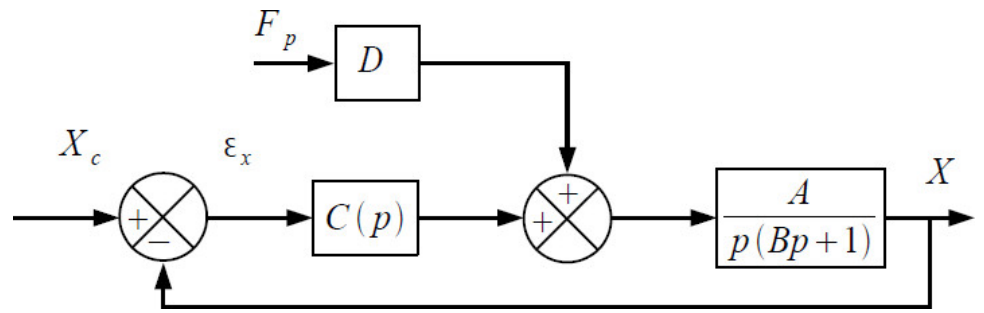 F_p
D
X_c
ε_x
X
+
−
C(p)
+
+
A
p(Bp+1)